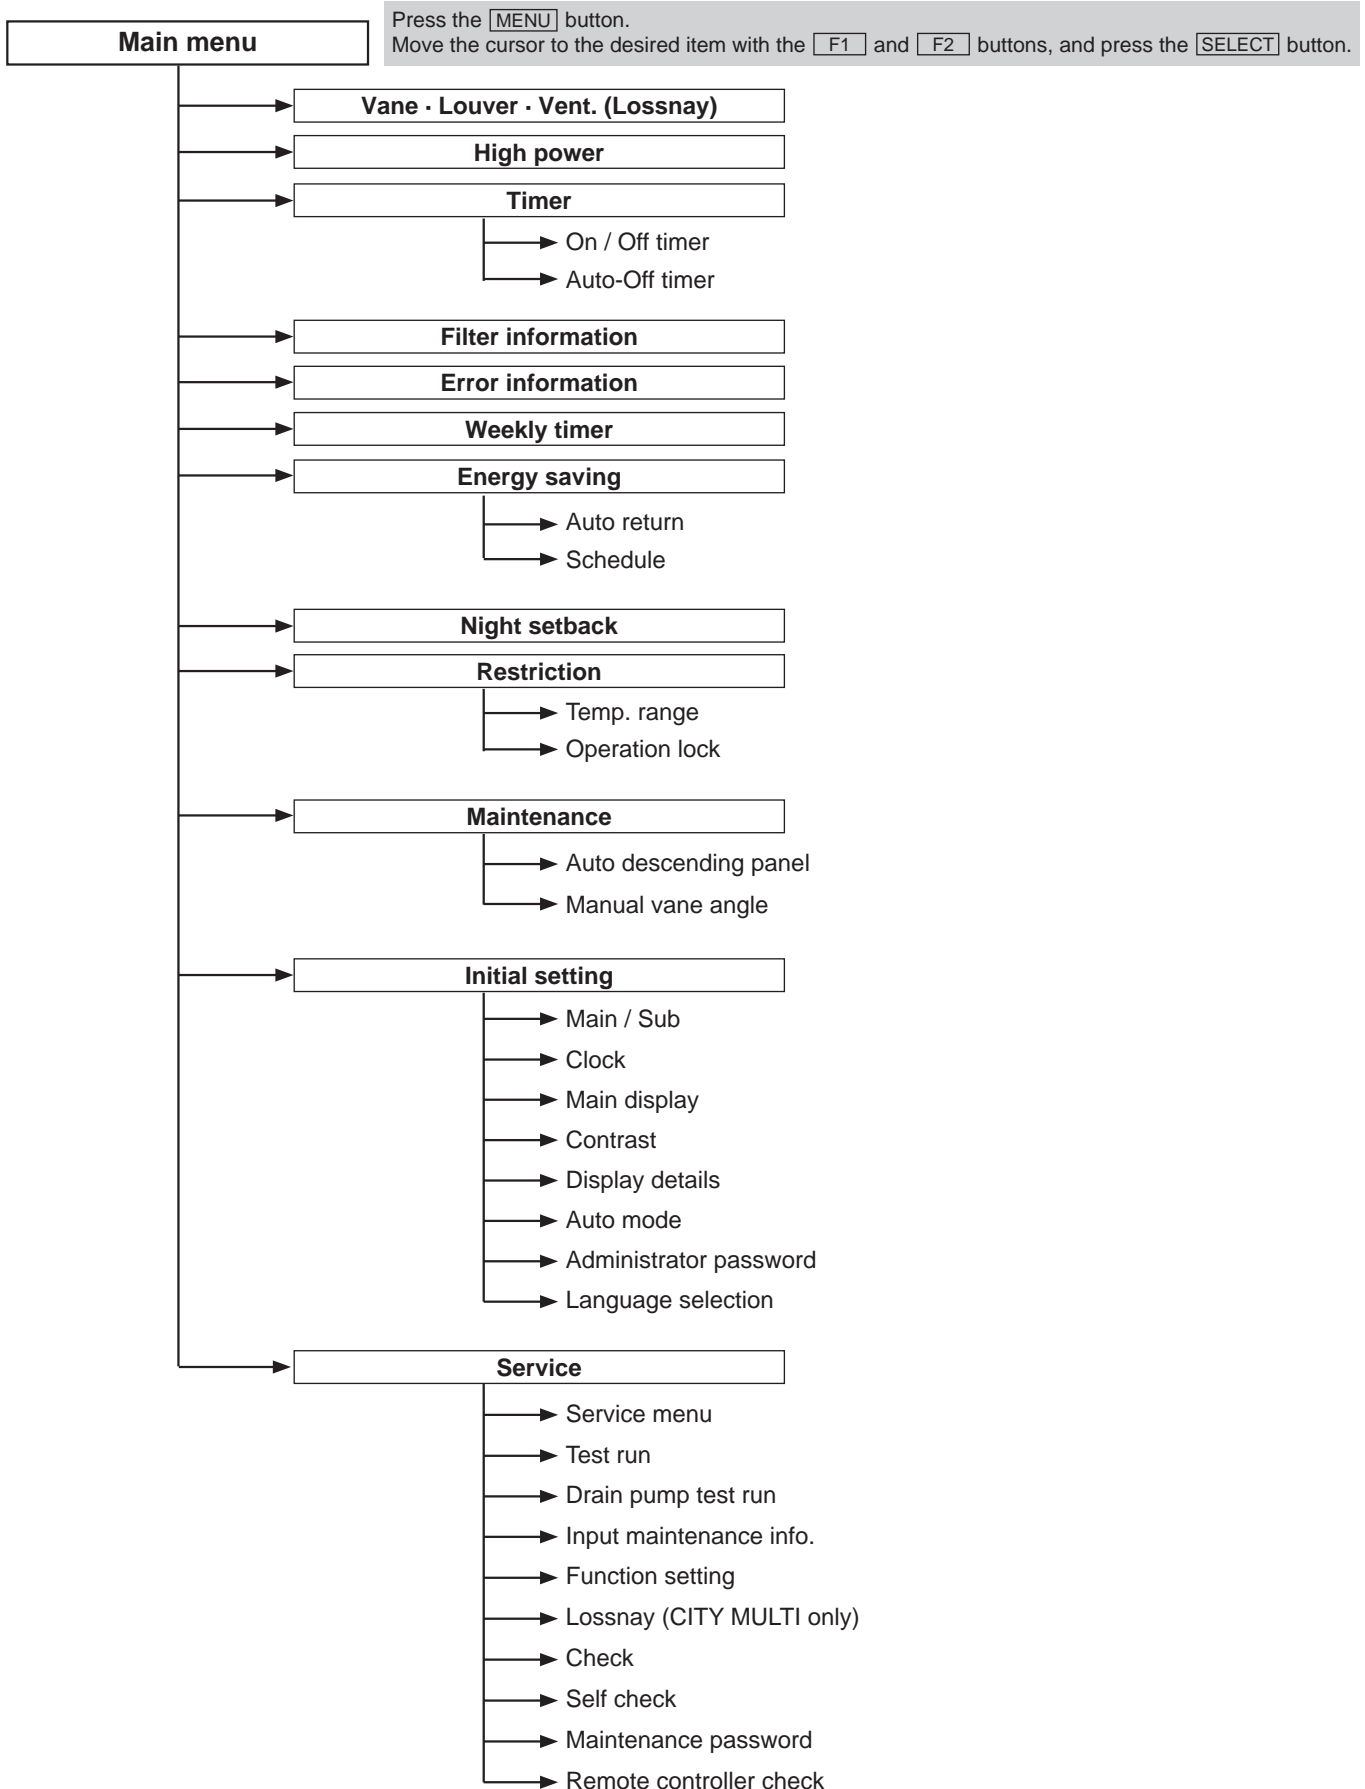 Main menu
Press the MENU button.
Move the cursor to the desired item with the F1 and F2 buttons, and press the SELECT button.
Vane · Louver · Vent. (Lossnay)
High power
Timer
On / Off timer
Auto-Off timer
Filter information
Error information
Weekly timer
Energy saving
Auto return
Schedule
Night setback
Restriction
Temp. range
Operation lock
Maintenance
Auto descending panel
Manual vane angle
Initial setting
Main / Sub
Clock
Main display
Contrast
Display details
Auto mode
Administrator password
Language selection
Service
Service menu
Test run
Drain pump test run
Input maintenance info.
Function setting
Lossnay (CITY MULTI only)
Check
Self check
Maintenance password
Remote controller check